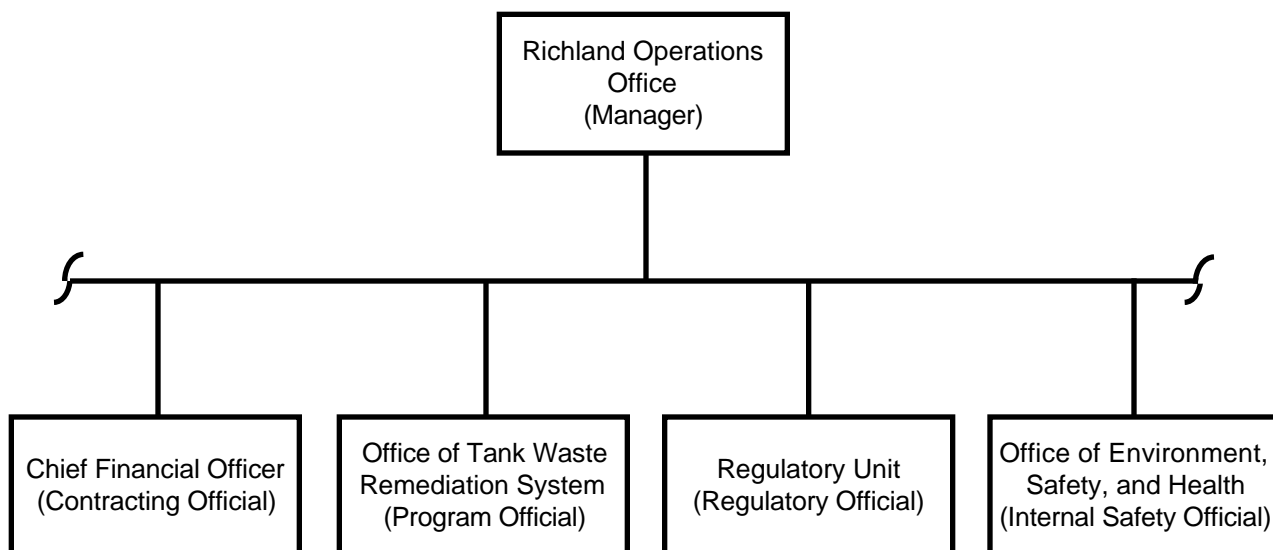 Richland Operations
Office
(Manager)
Chief Financial Officer
(Contracting Official)
Office of Tank Waste
Remediation System
(Program Official)
Regulatory Unit
(Regulatory Official)
Office of Environment,
Safety, and Health
(Internal Safety Official)